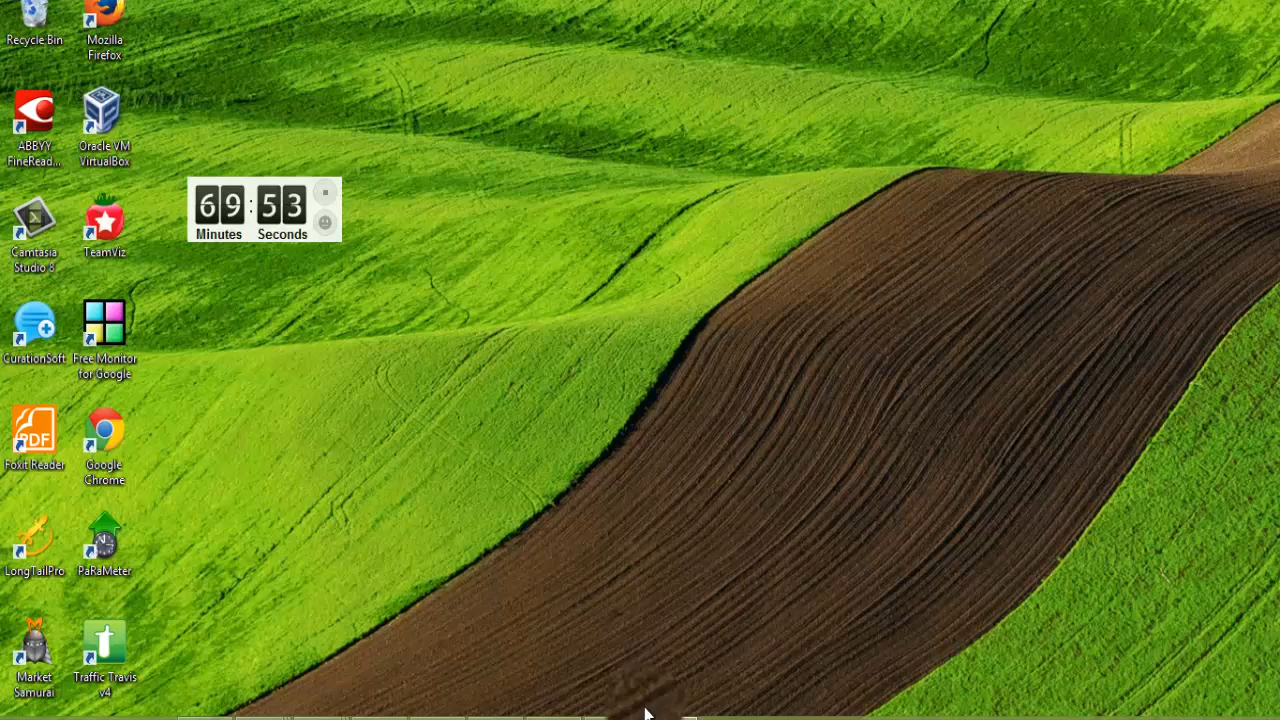 Recycle Bin
Mozilla
Firefox
ABBYY
FineRead...
Oracle VM
VirtualBox
69:53
Minutes Seconds
Camtasia
Studio 8
TeamViz
CurationSoft
Free Monitor
for Google
PDF
Foxit Reader
Google
Chrome
LongTailPro
PaRaMeter
Market
Samurai
t
Traffic Travis
v4